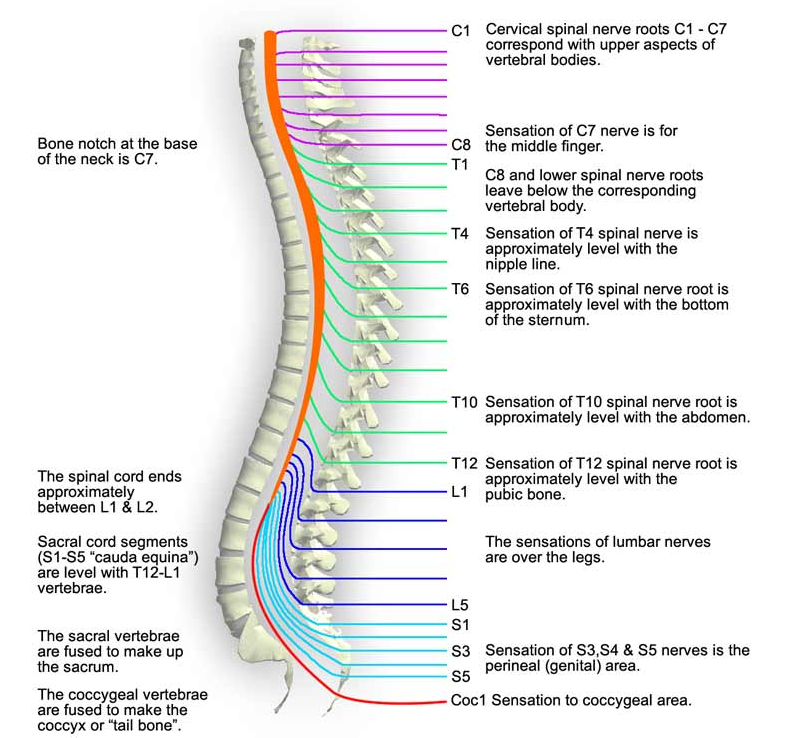 C1 Cervical spinal nerve roots C1 - C7
correspond with upper aspects of
vertebral bodies.
Bone notch at the base
of the neck is C7.
Sensation of C7 nerve is for
C8 the middle finger.
T1
C8 and lower spinal nerve roots
leave below the corresponding
vertebral body.
T4 Sensation of T4 spinal nerve is
approximately level with the
nipple line.
T6 Sensation of T6 spinal nerve root is
approximately level with the bottom
of the sternum.
T10 Sensation of T10 spinal nerve root is
approximately level with the abdomen.
T12 Sensation of T12 spinal nerve root is
approximately level with the
pubic bone.
L1
The spinal cord ends
approximately
between L1 & L2.
Sacral cord segments
(S1-S5 “cauda equina”)
are level with T12-L1
vertebrae.
The sensations of lumbar nerves
are over the legs.
L5
S1
S3 Sensation of S3,S4 & S5 nerves is the
perineal (genital) area.
S5
The sacral vertebrae
are fused to make up
the sacrum.
The coccygeal vertebrae
are fused to make the
coccyx or “tail bone”.
Coc1 Sensation to coccygeal area.